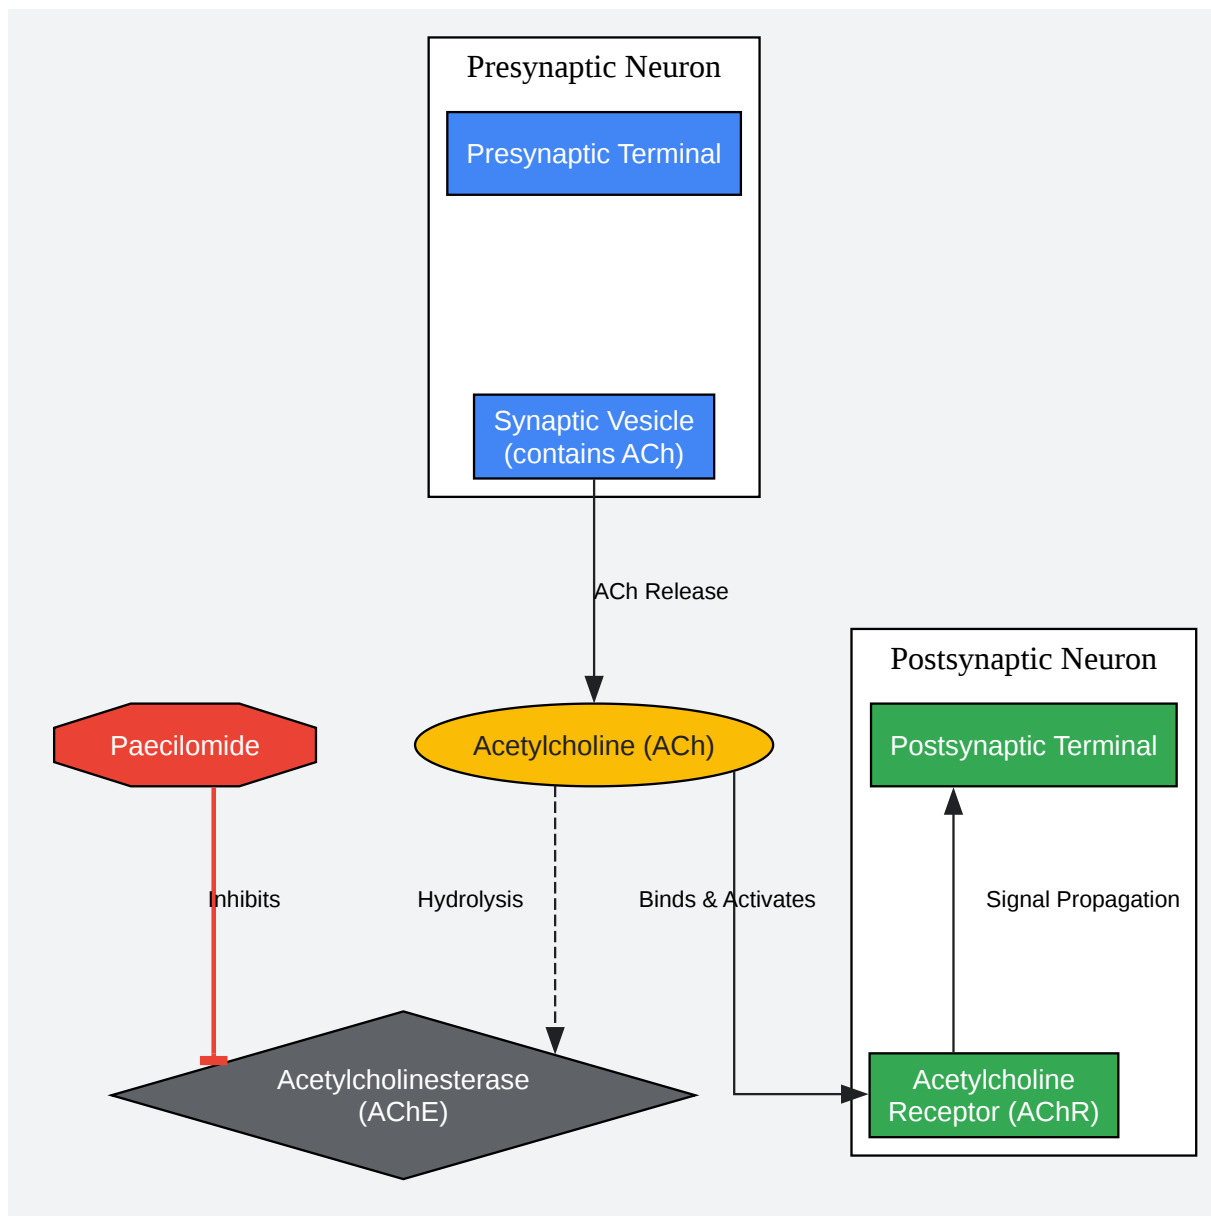 Presynaptic Neuron
Presynaptic Terminal
Synaptic Vesicle
(contains ACh)
ACh Release
Postsynaptic Neuron
Paecilomide
Acetylcholine (ACh)
Postsynaptic Terminal
Inhibits
Hydrolysis
Binds & Activates
Signal Propagation
Acetylcholinesterase
(AChE)
Acetylcholine
Receptor (AChR)